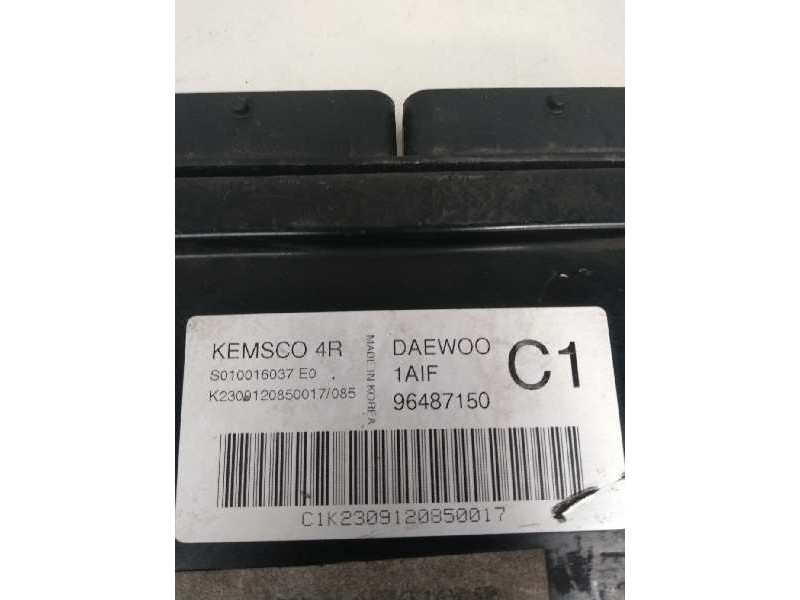 KEMSCO 4R
S010016037 E0
K2309120850017/085
MADE IN KOREA
DAEWOO
1AIF
96487150
C1
C1K2309120850017